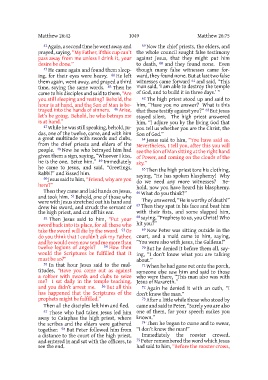 Matthew 26:42
1049
Matthew 26:75
42 Again, a second time he went away and
prayed, saying, "My Father, if this cup can't
pass away from me unless I drink it, your
desire be done."
43 He came again and found them sleep-
ing, for their eyes were heavy. 44 He left
them again, went away, and prayed a third
time, saying the same words. 45 Then he
came to his disciples and said to them, "Are
you still sleeping and resting? Behold, the
hour is at hand, and the Son of Man is be-
trayed into the hands of sinners. 46 Arise,
let's be going. Behold, he who betrays me
is at hand."
47 While he was still speaking, behold, Ju-
das, one of the twelve, came, and with him
a great multitude with swords and clubs,
from the chief priests and elders of the
people. 48 Now he who betrayed him had
given them a sign, saying, "Whoever I kiss,
he is the one. Seize him." 49 Immediately
he came to Jesus, and said, "Greetings,
Rabbi!" and kissed him.
50 Jesus said to him, "Friend, why are you
here?"
Then they came and laid hands on Jesus,
and took him. 51 Behold, one of those who
were with Jesus stretched out his hand and
drew his sword, and struck the servant of
the high priest, and cut off his ear.
52 Then Jesus said to him, "Put your
sword back into its place, for all those who
take the sword will die by the sword. 53 Or
do you think that I couldn't ask my Father,
and he would even now send me more than
twelve legions of angels? 54 How then
would the Scriptures be fulfilled that it
must be so?"
55 In that hour Jesus said to the mul-
titudes, "Have you come out as against
a robber with swords and clubs to seize
me? I sat daily in the temple teaching,
and you didn't arrest me. 56 But all this
has happened that the Scriptures of the
prophets might be fulfilled."
Then all the disciples left him and fled.
57 Those who had taken Jesus led him
away to Caiaphas the high priest, where
the scribes and the elders were gathered
together. 58 But Peter followed him from
a distance to the court of the high priest,
and entered in and sat with the officers, to
see the end.
59 Now the chief priests, the elders, and
the whole council sought false testimony
against Jesus, that they might put him
to death, 60 and they found none. Even
though many false witnesses came for-
ward, they found none. But at last two false
witnesses came forward 61 and said, "This
man said, 'I am able to destroy the temple
of God, and to build it in three days.' "
62 The high priest stood up and said to
him, "Have you no answer? What is this
that these testify against you?" 63 But Jesus
stayed silent. The high priest answered
him, "I adjure you by the living God that
you tell us whether you are the Christ, the
Son of God."
64 Jesus said to him, "You have said so.
Nevertheless, I tell you, after this you will
see the Son of Man sitting at the right hand
of Power, and coming on the clouds of the
sky."
65 Then the high priest tore his clothing,
saying, "He has spoken blasphemy! Why
do we need any more witnesses? Be-
hold, now you have heard his blasphemy.
66 What do you think?"
They answered, "He is worthy of death!"
67 Then they spat in his face and beat him
with their fists, and some slapped him,
68 saying, "Prophesy to us, you Christ! Who
hit you?"
69 Now Peter was sitting outside in the
court, and a maid came to him, saying,
"You were also with Jesus, the Galilean!"
70 But he denied it before them all, say-
ing, "I don't know what you are talking
about."
71 When he had gone out onto the porch,
someone else saw him and said to those
who were there, "This man also was with
Jesus of Nazareth."
72 Again he denied it with an oath, "I
don't know the man."
73 After a little while those who stood by
came and said to Peter, "Surely you are also
one of them, for your speech makes you
known."
74 Then he began to curse and to swear,
"I don't know the man!"
Immediately the rooster crowed.
75 Peter remembered the word which Jesus
had said to him, "Before the rooster crows,